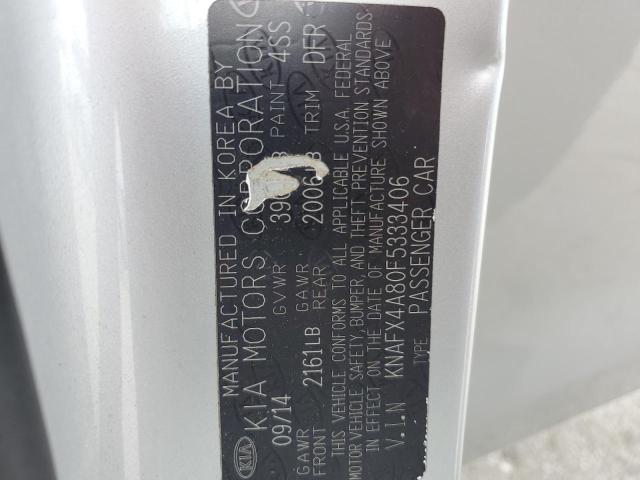 KIA
MANUFACTURED IN KOREA BY
KIA MOTORS CORPORATION
09/14 GVWR PAINT 4SS
GAWR FRONT 2161LB GAWR REAR TRIM DFR
THIS VEHICLE CONFORMS TO ALL APPLICABLE U.S.A. FEDERAL
MOTOR VEHICLE SAFETY, BUMPER, AND THEFT PREVENTION STANDARDS
IN EFFECT ON THE DATE OF MANUFACTURE SHOWN ABOVE
V.I.N KNAFX4A80F5333406
TYPE PASSENGER CAR